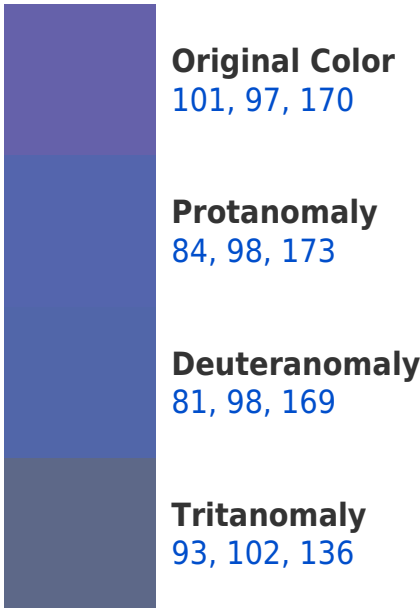 Original Color
101, 97, 170
Protanomaly
84, 98, 173
Deuteranomaly
81, 98, 169
Tritanomaly
93, 102, 136